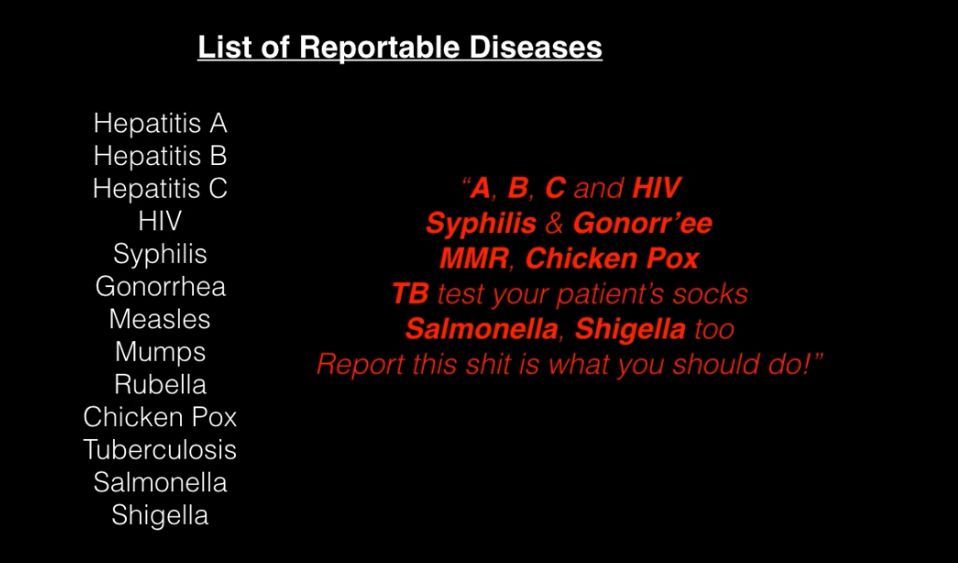 List of Reportable Diseases
Hepatitis A
Hepatitis B
Hepatitis C
HIV
Syphilis
Gonorrhea
Measles
Mumps
Rubella
Chicken Pox
Tuberculosis
Salmonella
Shigella
“A, B, C and HIV
Syphilis & Gonorr’ee
MMR, Chicken Pox
TB test your patient’s socks
Salmonella, Shigella too
Report this shit is what you should do!”